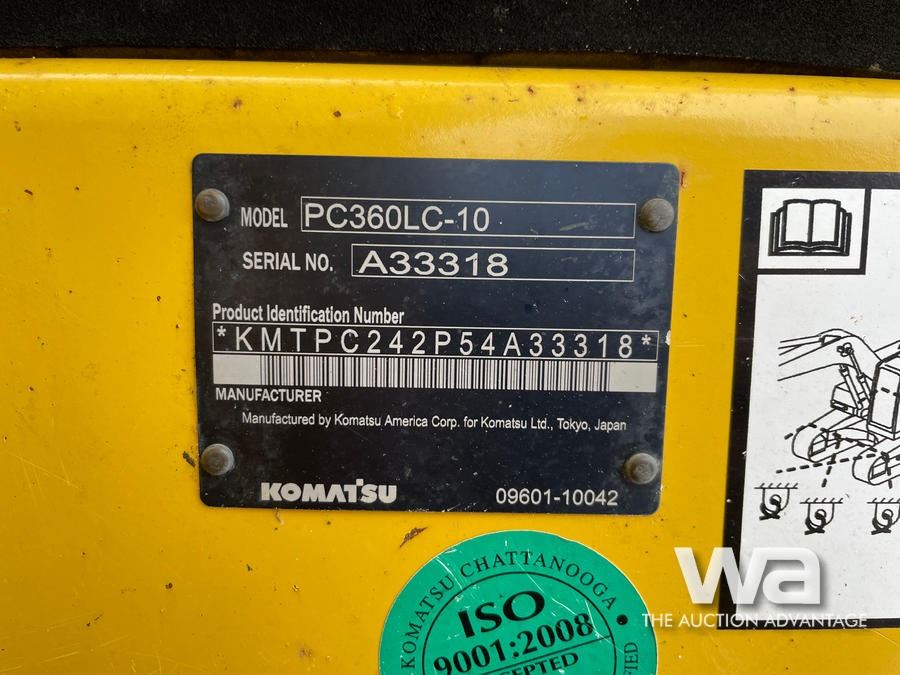 MODEL PC360LC-10
SERIAL NO. A33318
Product Identification Number
*KMTPC242P54A33318*
MANUFACTURER
Manufactured by Komatsu America Corp. for Komatsu Ltd., Tokyo, Japan
KOMATSU 09601-10042
KOMATSU CHATTANOOGA
ISO
9001:2008
wa
THE AUCTION ADVANTAGE